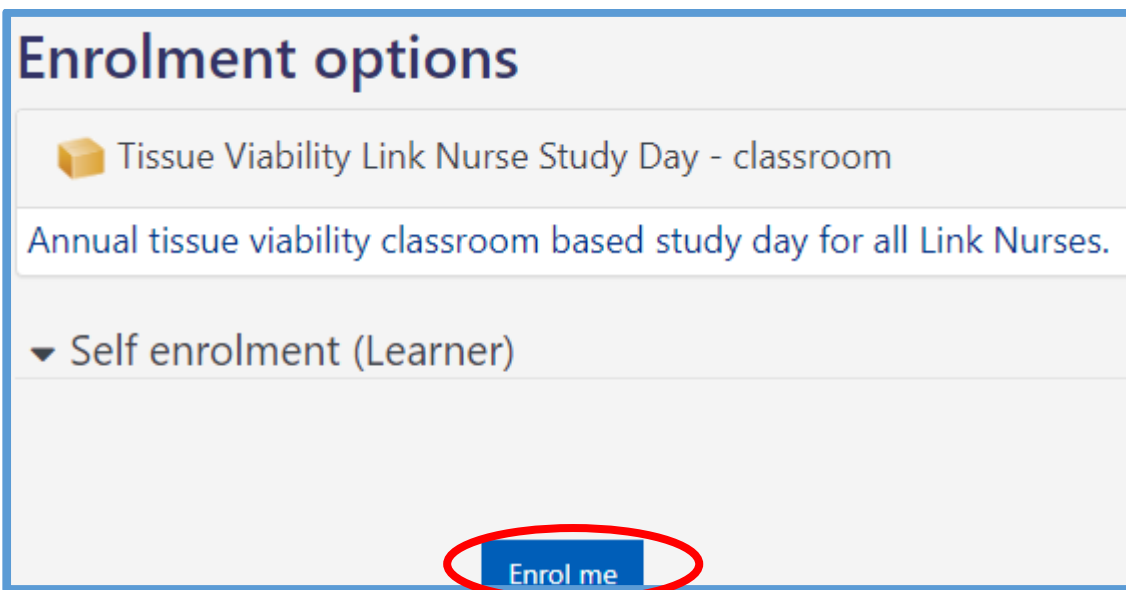 Enrolment options
Tissue Viability Link Nurse Study Day - classroom
Annual tissue viability classroom based study day for all Link Nurses.
Self enrolment (Learner)
Enrol me